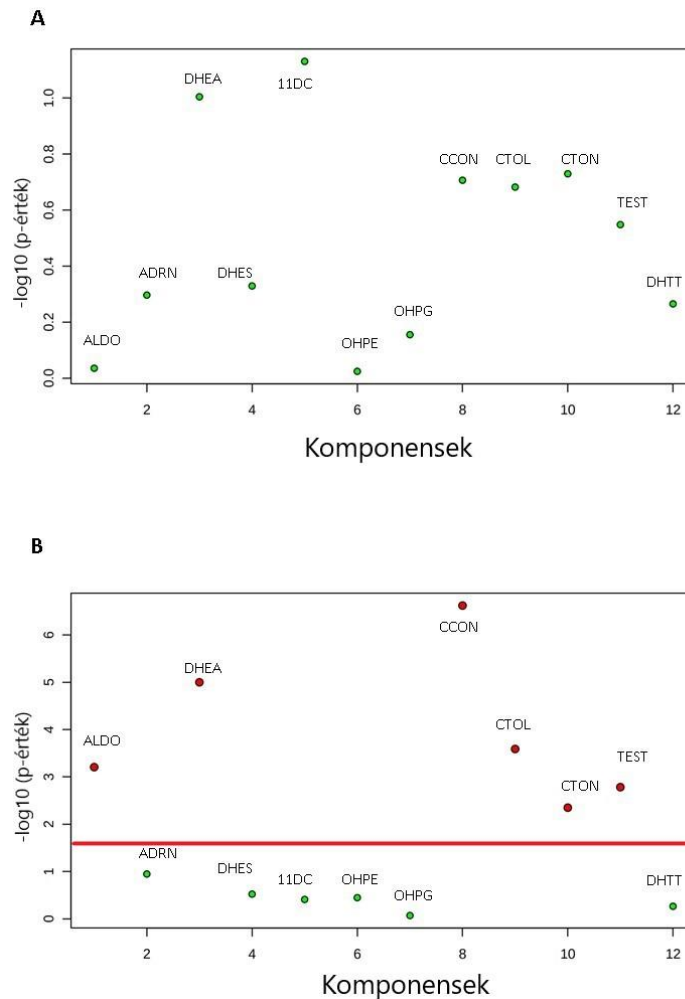 A
DHEA
11DC
CCON
CTOL
CTON
TEST
ADRN
DHES
DHTT
OHPG
ALDO
OHPE
-log10 (p-érték)
1.0
0.8
0.6
0.4
0.2
0.0
2 4 6 8 10 12
Komponensek
B
CCON
DHEA
ALDO
CTOL
TEST
CTON
ADRN
DHES
11DC
OHPE
OHPG
DHTT
-log10 (p-érték)
6
5
4
3
2
1
0
2 4 6 8 10 12
Komponensek